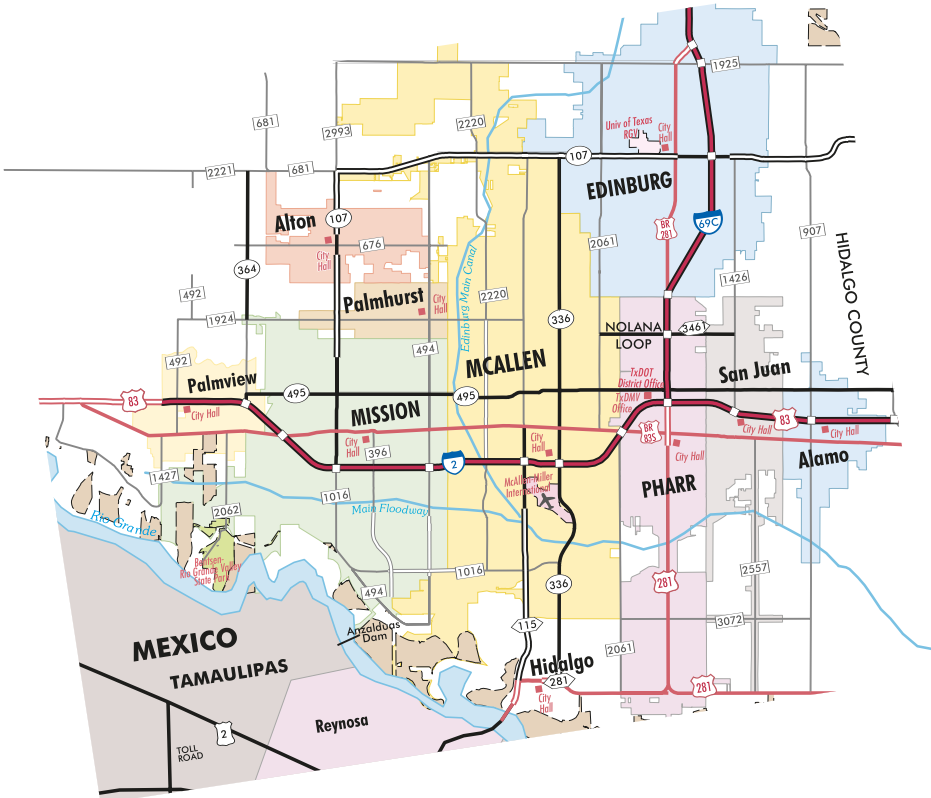 1925
681
2993
2220
Univ of Texas
RGV
City
Hall
107
2221
681
EDINBURG
Alton
107
BR
281
69C
907
676
2061
City
Hall
364
HIDALGO COUNTY
Edinburg Main Canal
1426
492
Palmhurst
City
Hall
2220
1924
336
NOLANA
LOOP
3461
494
492
MCALLEN
San Juan
Palmview
TxDOT
District Office
83
495
495
TxDMV
Office
City Hall
MISSION
83
City Hall
City Hall
BR
83S
City
Hall
City
Hall
396
City Hall
2
Alamo
1427
McAllen Miller
International
PHARR
1016
2062
Main Floodway
Rio Grande
Bentsen-
Rio Grande Valley
State Park
1016
2557
336
281
494
Anzalduas
Dam
115
3072
MEXICO
2061
TAMAULIPAS
Hidalgo
281
281
City
Hall
Reynosa
2
TOLL
ROAD